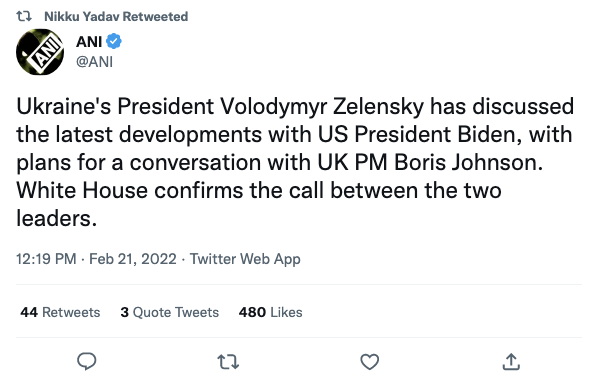 Nikku Yadav Retweeted
ANI
ANI
@ANI
Ukraine's President Volodymyr Zelensky has discussed
the latest developments with US President Biden, with
plans for a conversation with UK PM Boris Johnson.
White House confirms the call between the two
leaders.
12:19 PM · Feb 21, 2022 · Twitter Web App
44 Retweets 3 Quote Tweets 480 Likes